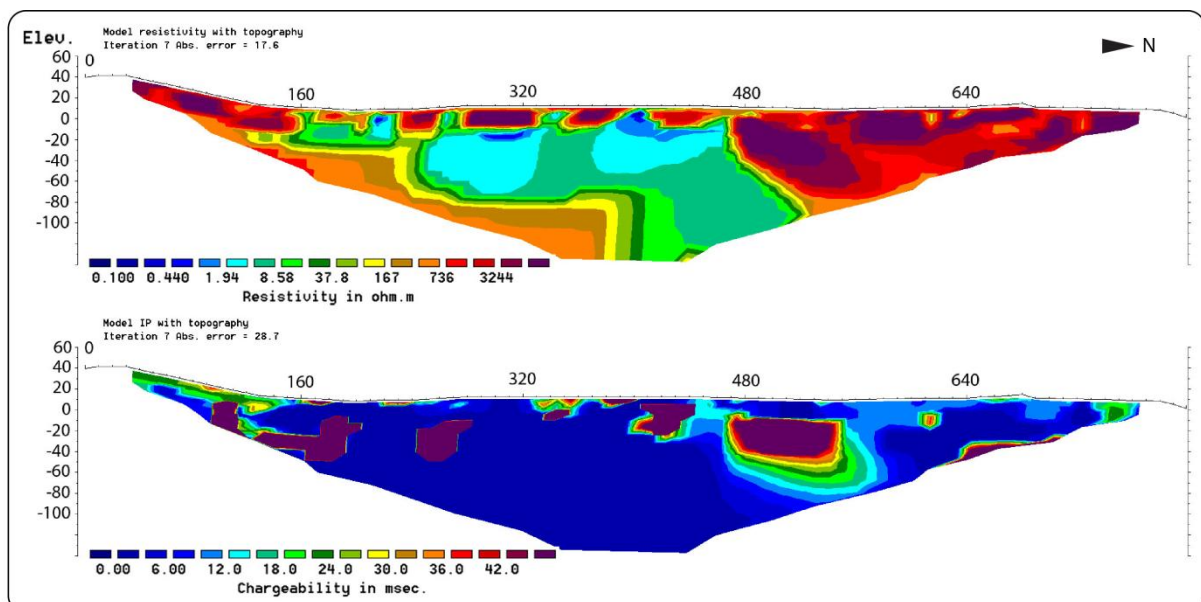 Elev.
Model resistivity with topography
Iteration 7 Abs. error = 17.6
N
60
0
40
20
0
-20
-40
-60
-80
-100
160
320
480
640
0.100 0.440 1.94 8.58 37.8 167 736 3244
Resistivity in ohm.m
Model IP with topography
Iteration 7 Abs. error = 28.7
60
0
40
20
0
-20
-40
-60
-80
-100
160
320
480
640
0.00 6.00 12.0 18.0 24.0 30.0 36.0 42.0
Chargeability in msec.